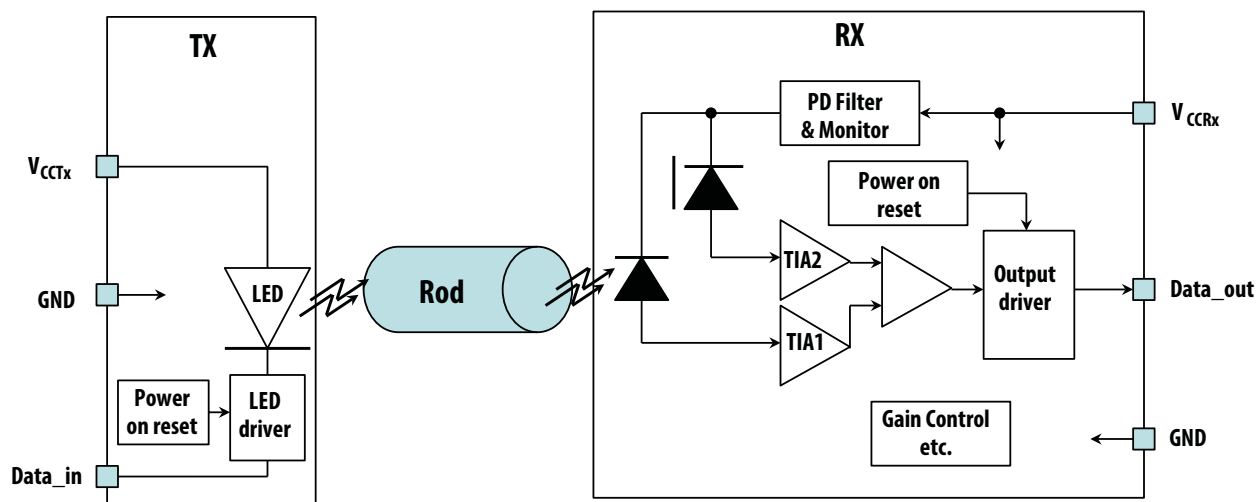 TX
RX
PD Filter
& Monitor
V CCRx
VCCTx
Power on
reset
LED
GND
Rod
TIA2
Output
driver
Data_out
TIA1
Power
on reset
LED
driver
Gain Control
etc.
GND
Data_in